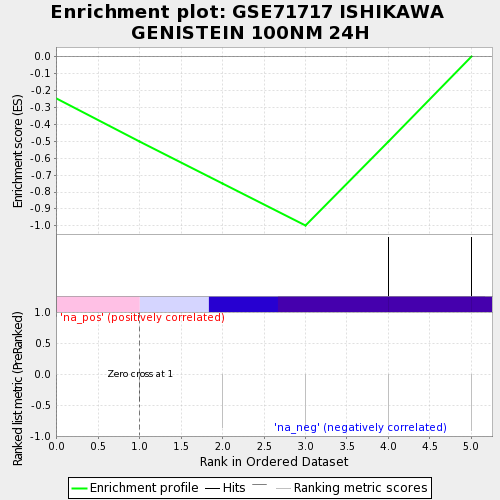 Enrichment plot: GSE71717 ISHIKAWA
GENISTEIN 100NM 24H
Enrichment score (ES)
0.0
-0.1
-0.2
-0.3
-0.4
-0.5
-0.6
-0.7
-0.8
-0.9
-1.0
Ranked list metric (PreRanked)
1.0
0.5
0.0
-0.5
-1.0
'na_pos' (positively correlated)
Zero cross at 1
'na_neg' (negatively correlated)
0.0 0.5 1.0 1.5 2.0 2.5 3.0 3.5 4.0 4.5 5.0
Rank in Ordered Dataset
Enrichment profile Hits Ranking metric scores